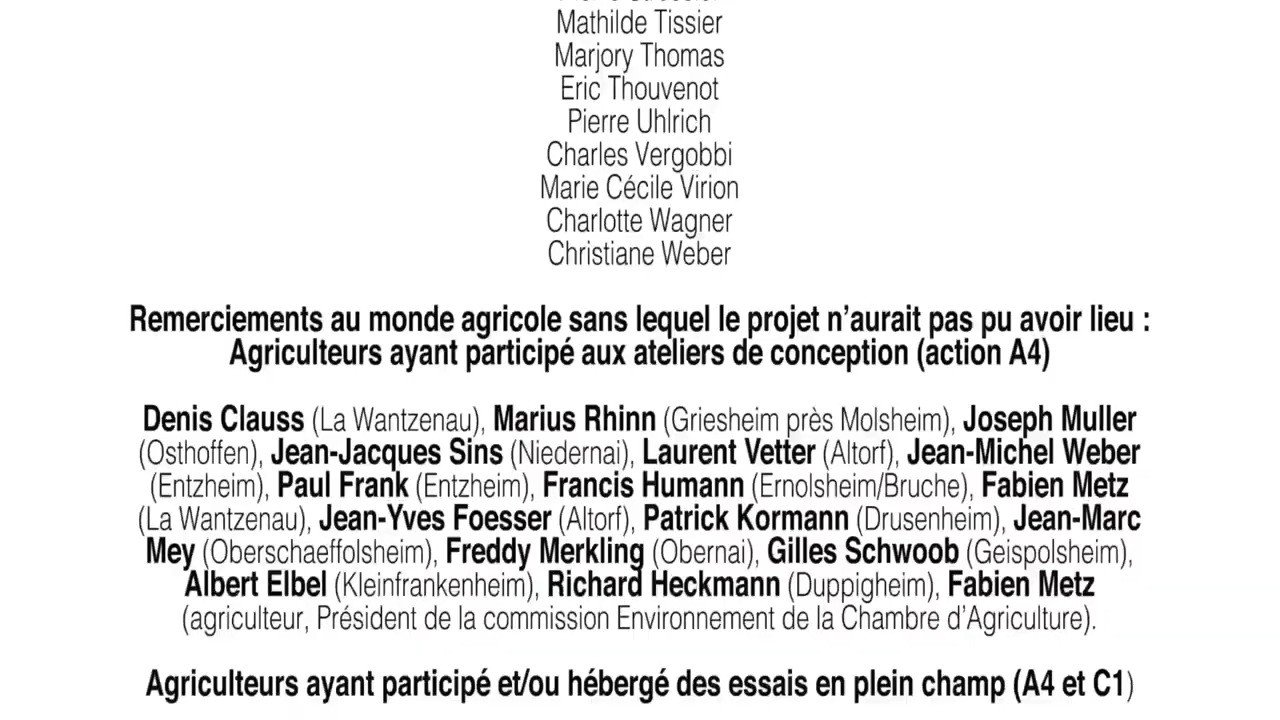 Mathilde Tissier
Marjory Thomas
Eric Thouvenot
Pierre Uhlrich
Charles Vergobbi
Marie Cécile Virion
Charlotte Wagner
Christiane Weber
Remerciements au monde agricole sans lequel le projet n’aurait pas pu avoir lieu :
Agriculteurs ayant participé aux ateliers de conception (action A4)
Denis Clauss (La Wantzenau), Marius Rhinn (Griesheim près Molsheim), Joseph Muller
(Osthoffen), Jean-Jacques Sins (Niedernai), Laurent Vetter (Altorf), Jean-Michel Weber
(Entzheim), Paul Frank (Entzheim), Francis Humann (Ernolsheim/Bruche), Fabien Metz
(La Wantzenau), Jean-Yves Foesser (Altorf), Patrick Kormann (Drusenheim), Jean-Marc
Mey (Oberschaeffolsheim), Freddy Merkling (Obernai), Gilles Schwoob (Geispolsheim),
Albert Elbel (Kleinfrankenheim), Richard Heckmann (Duppigheim), Fabien Metz
(agriculteur, Président de la commission Environnement de la Chambre d’Agriculture).
Agriculteurs ayant participé et/ou hébergé des essais en plein champ (A4 et C1)